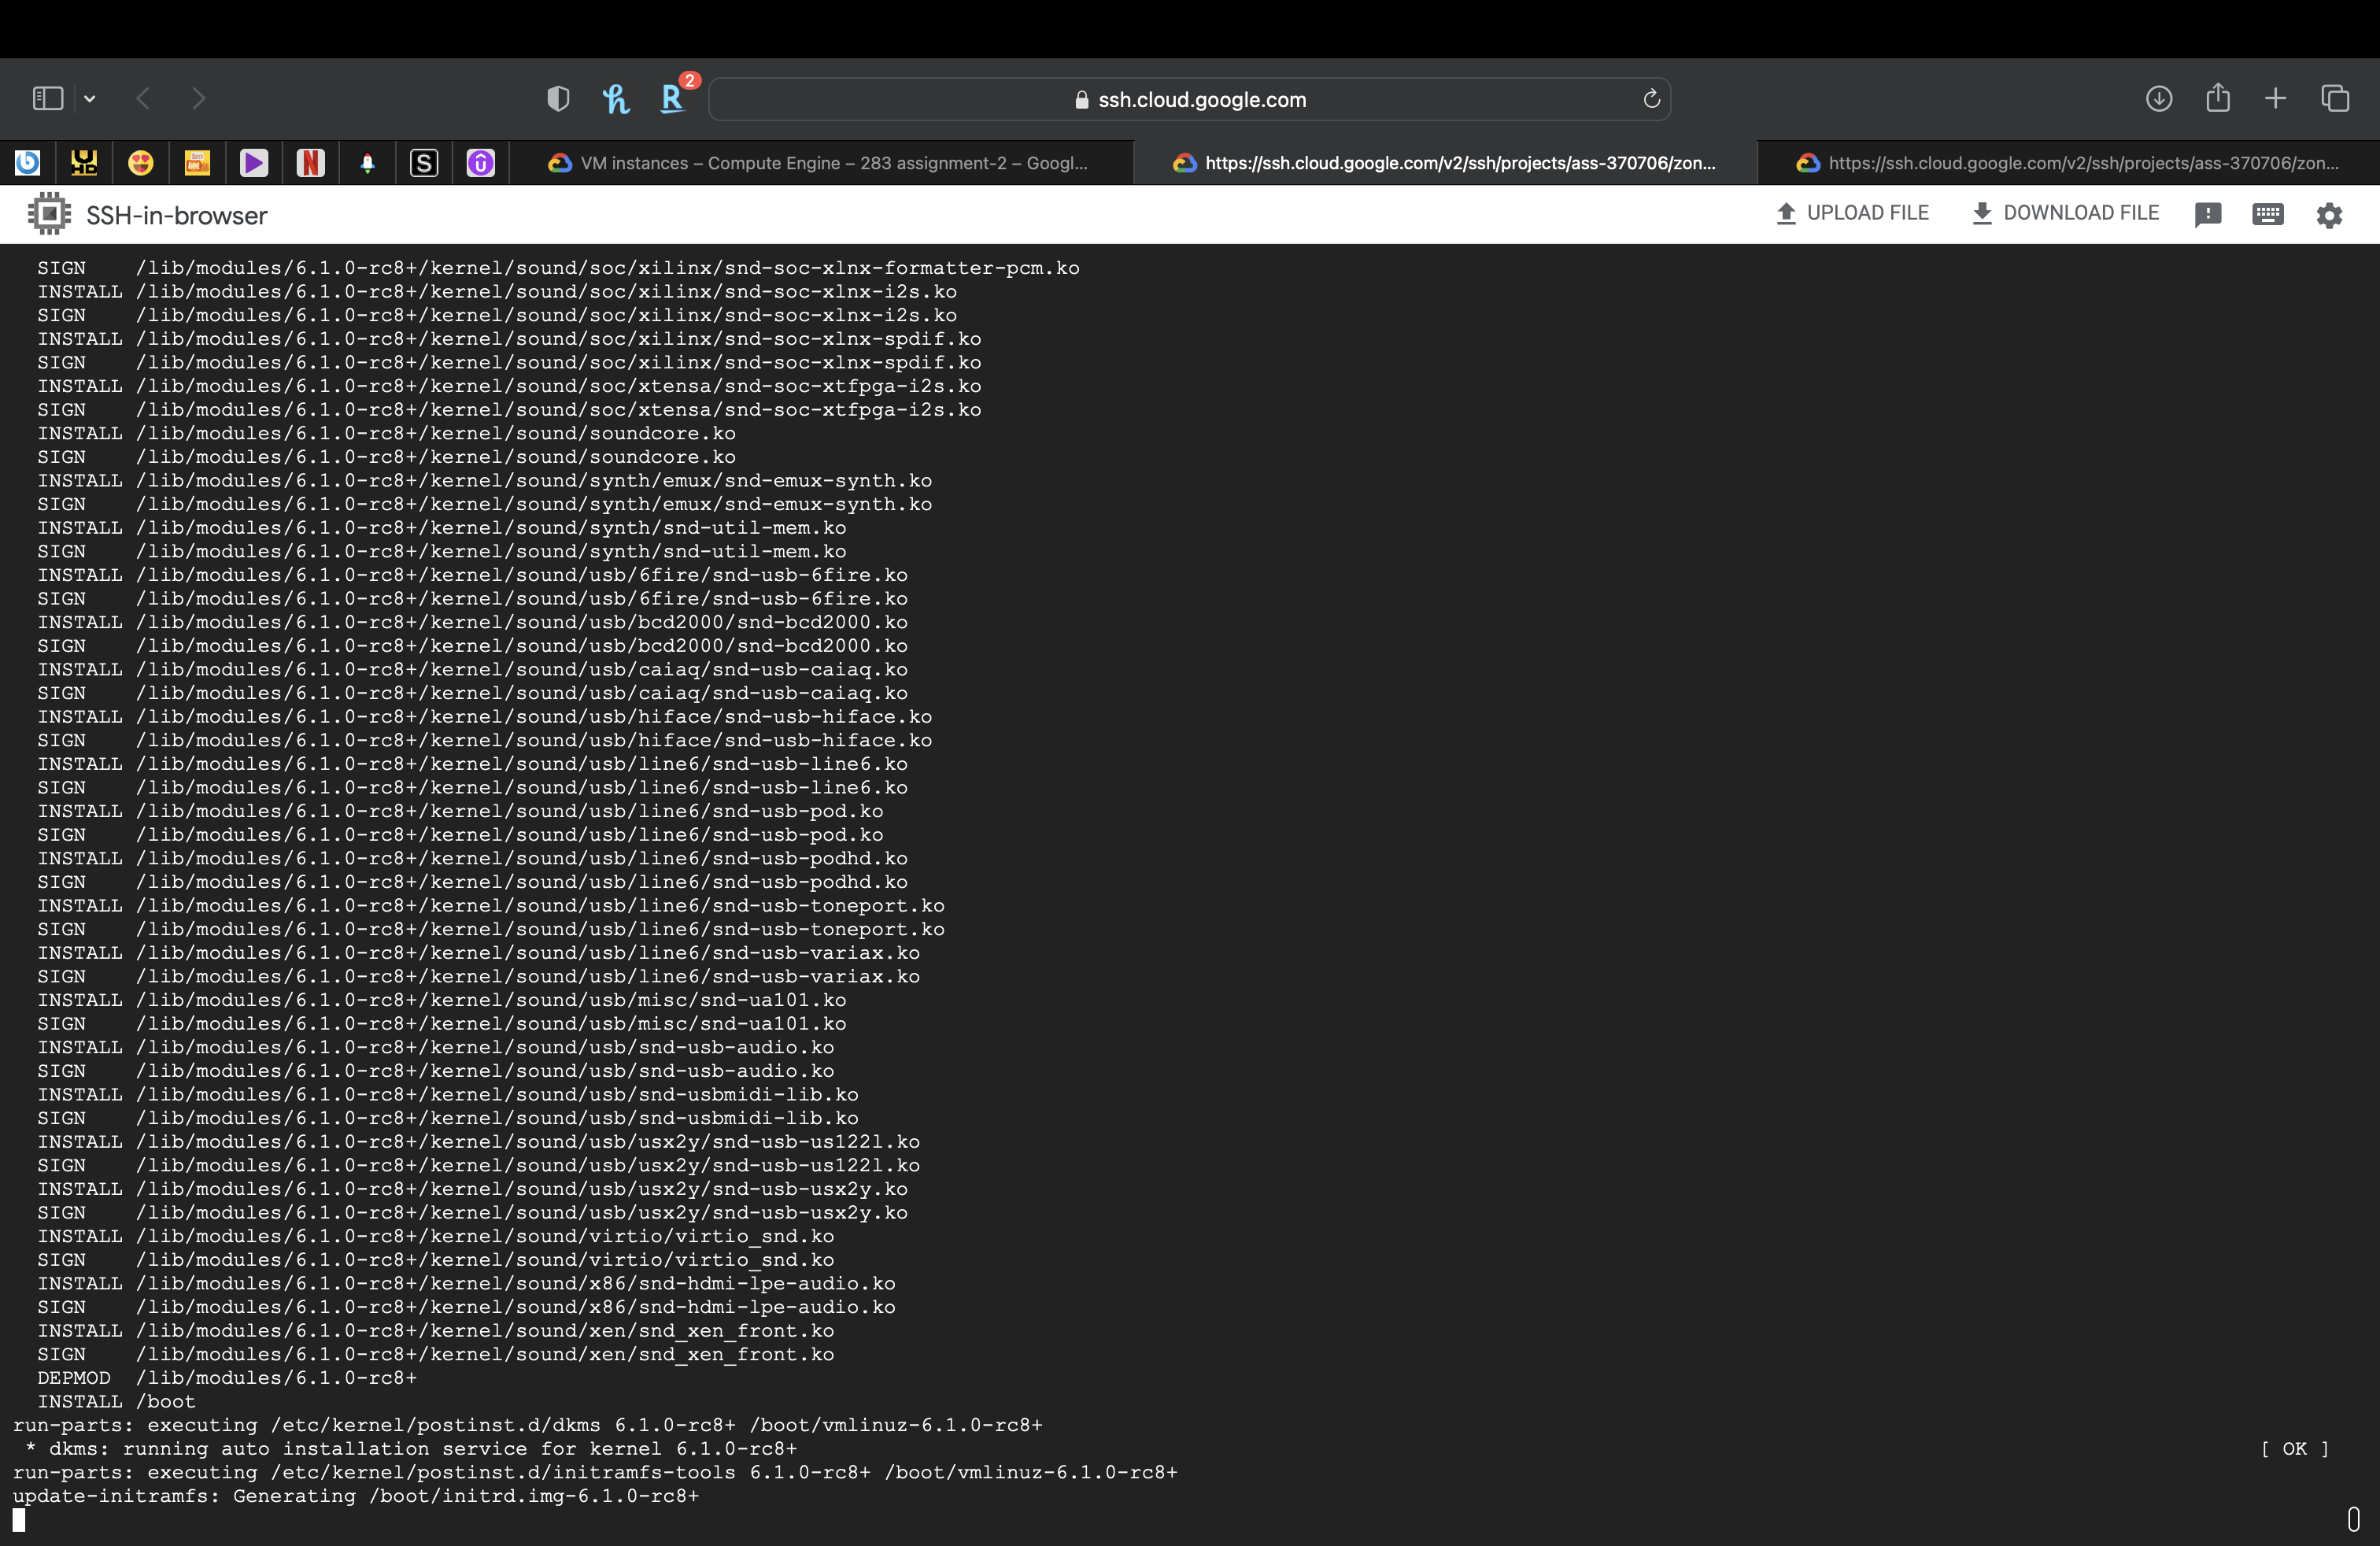 2
ssh.cloud.google.com
VM instances – Compute Engine – 283 assignment-2 – Googl...
https://ssh.cloud.google.com/v2/ssh/projects/ass-370706/zon...
https://ssh.cloud.google.com/v2/ssh/projects/ass-370706/zon...
SSH-in-browser
UPLOAD FILE
DOWNLOAD FILE
SIGN /lib/modules/6.1.0-rc8+/kernel/sound/soc/xilinx/snd-soc-xlnx-formatter-pcm.ko
INSTALL /lib/modules/6.1.0-rc8+/kernel/sound/soc/xilinx/snd-soc-xlnx-i2s.ko
SIGN /lib/modules/6.1.0-rc8+/kernel/sound/soc/xilinx/snd-soc-xlnx-i2s.ko
INSTALL /lib/modules/6.1.0-rc8+/kernel/sound/soc/xilinx/snd-soc-xlnx-spdif.ko
SIGN /lib/modules/6.1.0-rc8+/kernel/sound/soc/xilinx/snd-soc-xlnx-spdif.ko
INSTALL /lib/modules/6.1.0-rc8+/kernel/sound/soc/xtensa/snd-soc-xtfpga-i2s.ko
SIGN /lib/modules/6.1.0-rc8+/kernel/sound/soc/xtensa/snd-soc-xtfpga-i2s.ko
INSTALL /lib/modules/6.1.0-rc8+/kernel/sound/soundcore.ko
SIGN /lib/modules/6.1.0-rc8+/kernel/sound/soundcore.ko
INSTALL /lib/modules/6.1.0-rc8+/kernel/sound/synth/emux/snd-emux-synth.ko
SIGN /lib/modules/6.1.0-rc8+/kernel/sound/synth/emux/snd-emux-synth.ko
INSTALL /lib/modules/6.1.0-rc8+/kernel/sound/synth/snd-util-mem.ko
SIGN /lib/modules/6.1.0-rc8+/kernel/sound/synth/snd-util-mem.ko
INSTALL /lib/modules/6.1.0-rc8+/kernel/sound/usb/6fire/snd-usb-6fire.ko
SIGN /lib/modules/6.1.0-rc8+/kernel/sound/usb/6fire/snd-usb-6fire.ko
INSTALL /lib/modules/6.1.0-rc8+/kernel/sound/usb/bcd2000/snd-bcd2000.ko
SIGN /lib/modules/6.1.0-rc8+/kernel/sound/usb/bcd2000/snd-bcd2000.ko
INSTALL /lib/modules/6.1.0-rc8+/kernel/sound/usb/caiaq/snd-usb-caiaq.ko
SIGN /lib/modules/6.1.0-rc8+/kernel/sound/usb/caiaq/snd-usb-caiaq.ko
INSTALL /lib/modules/6.1.0-rc8+/kernel/sound/usb/hiface/snd-usb-hiface.ko
SIGN /lib/modules/6.1.0-rc8+/kernel/sound/usb/hiface/snd-usb-hiface.ko
INSTALL /lib/modules/6.1.0-rc8+/kernel/sound/usb/line6/snd-usb-line6.ko
SIGN /lib/modules/6.1.0-rc8+/kernel/sound/usb/line6/snd-usb-line6.ko
INSTALL /lib/modules/6.1.0-rc8+/kernel/sound/usb/line6/snd-usb-pod.ko
SIGN /lib/modules/6.1.0-rc8+/kernel/sound/usb/line6/snd-usb-pod.ko
INSTALL /lib/modules/6.1.0-rc8+/kernel/sound/usb/line6/snd-usb-podhd.ko
SIGN /lib/modules/6.1.0-rc8+/kernel/sound/usb/line6/snd-usb-podhd.ko
INSTALL /lib/modules/6.1.0-rc8+/kernel/sound/usb/line6/snd-usb-toneport.ko
SIGN /lib/modules/6.1.0-rc8+/kernel/sound/usb/line6/snd-usb-toneport.ko
INSTALL /lib/modules/6.1.0-rc8+/kernel/sound/usb/line6/snd-usb-variax.ko
SIGN /lib/modules/6.1.0-rc8+/kernel/sound/usb/line6/snd-usb-variax.ko
INSTALL /lib/modules/6.1.0-rc8+/kernel/sound/usb/misc/snd-ua101.ko
SIGN /lib/modules/6.1.0-rc8+/kernel/sound/usb/misc/snd-ua101.ko
INSTALL /lib/modules/6.1.0-rc8+/kernel/sound/usb/snd-usb-audio.ko
SIGN /lib/modules/6.1.0-rc8+/kernel/sound/usb/snd-usb-audio.ko
INSTALL /lib/modules/6.1.0-rc8+/kernel/sound/usb/snd-usbmidi-lib.ko
SIGN /lib/modules/6.1.0-rc8+/kernel/sound/usb/snd-usbmidi-lib.ko
INSTALL /lib/modules/6.1.0-rc8+/kernel/sound/usb/usx2y/snd-usb-us122l.ko
SIGN /lib/modules/6.1.0-rc8+/kernel/sound/usb/usx2y/snd-usb-us122l.ko
INSTALL /lib/modules/6.1.0-rc8+/kernel/sound/usb/usx2y/snd-usb-usx2y.ko
SIGN /lib/modules/6.1.0-rc8+/kernel/sound/usb/usx2y/snd-usb-usx2y.ko
INSTALL /lib/modules/6.1.0-rc8+/kernel/sound/virtio/virtio_snd.ko
SIGN /lib/modules/6.1.0-rc8+/kernel/sound/virtio/virtio_snd.ko
INSTALL /lib/modules/6.1.0-rc8+/kernel/sound/x86/snd-hdmi-lpe-audio.ko
SIGN /lib/modules/6.1.0-rc8+/kernel/sound/x86/snd-hdmi-lpe-audio.ko
INSTALL /lib/modules/6.1.0-rc8+/kernel/sound/xen/snd_xen_front.ko
SIGN /lib/modules/6.1.0-rc8+/kernel/sound/xen/snd_xen_front.ko
DEPMOD /lib/modules/6.1.0-rc8+
INSTALL /boot
run-parts: executing /etc/kernel/postinst.d/dkms 6.1.0-rc8+ /boot/vmlinuz-6.1.0-rc8+
* dkms: running auto installation service for kernel 6.1.0-rc8+ [ OK ]
run-parts: executing /etc/kernel/postinst.d/initramfs-tools 6.1.0-rc8+ /boot/vmlinuz-6.1.0-rc8+
update-initramfs: Generating /boot/initrd.img-6.1.0-rc8+